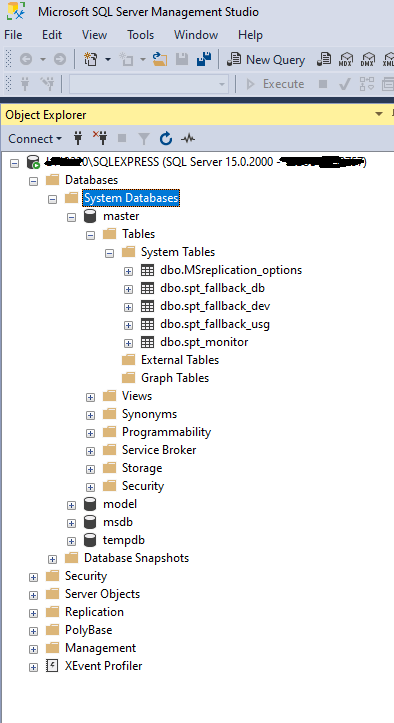 Microsoft SQL Server Management Studio
File Edit View Tools Window Help
New Query MDX DMX XML
Execute
Object Explorer
Connect
\SQLEXPRESS (SQL Server 15.0.2000 -
Databases
System Databases
master
Tables
System Tables
dbo.MSreplication_options
dbo.spt_fallback_db
dbo.spt_fallback_dev
dbo.spt_fallback_usg
dbo.spt_monitor
External Tables
Graph Tables
Views
Synonyms
Programmability
Service Broker
Storage
Security
model
msdb
tempdb
Database Snapshots
Security
Server Objects
Replication
PolyBase
Management
XEvent Profiler